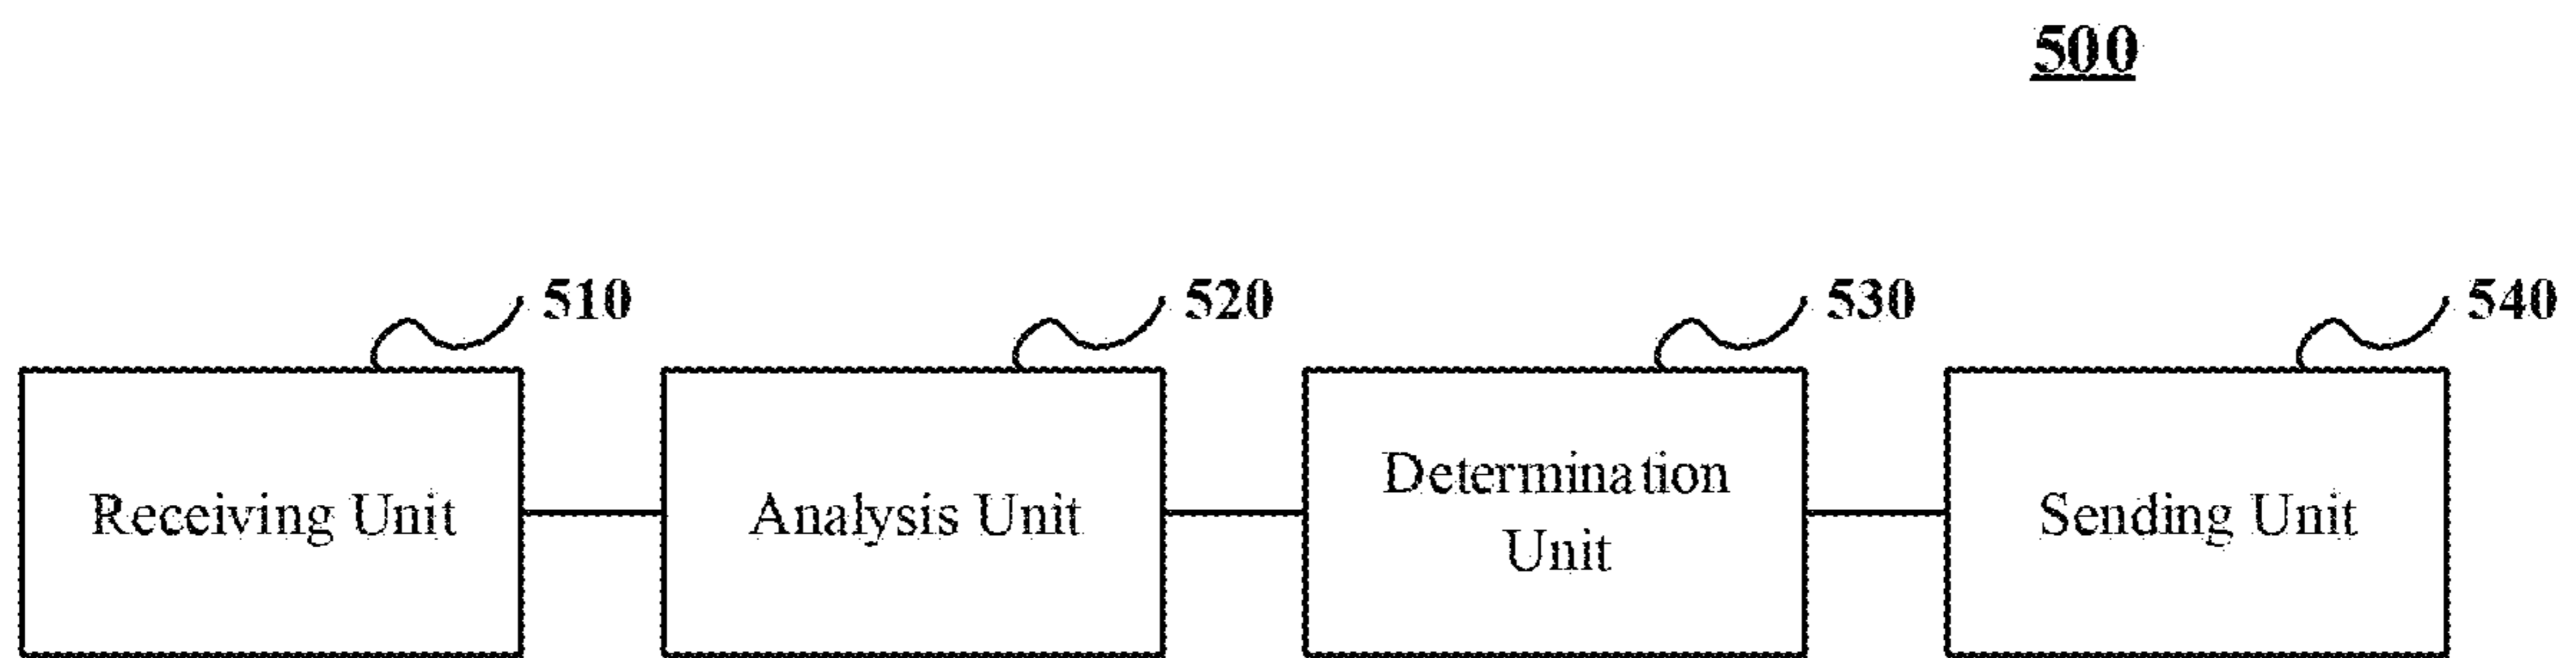 500
510
520
530
540
Receiving Unit
Analysis Unit
Determination
Unit
Sending Unit